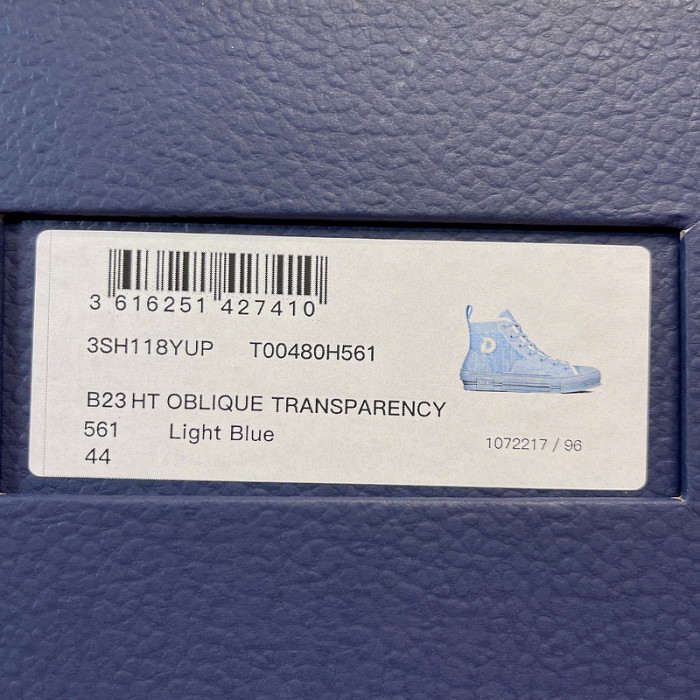 3 616251 427410
3SH118YUP T00480H561
B23 HT OBLIQUE TRANSPARENCY
561 Light Blue
44
1072217 / 96